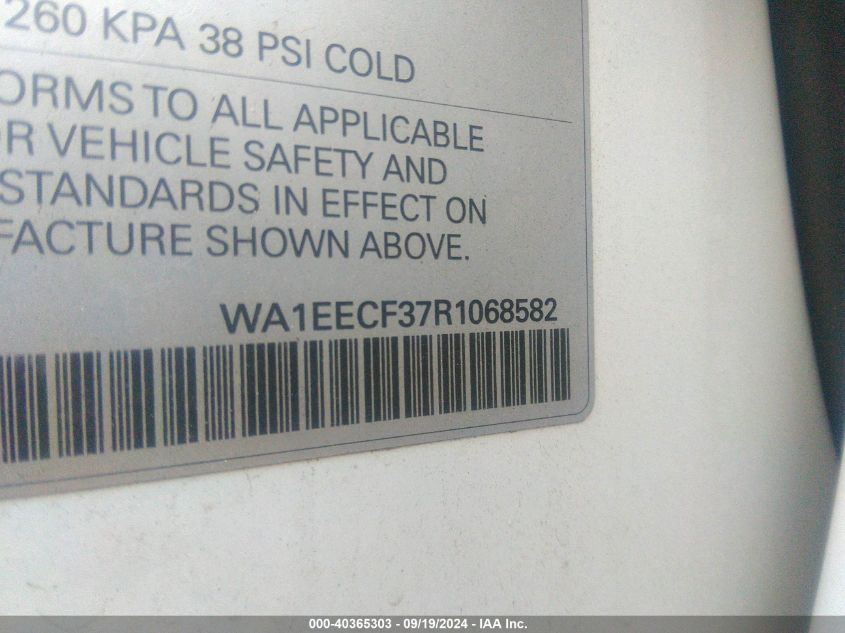 260 KPA 38 PSI COLD
ORMS TO ALL APPLICABLE
OR VEHICLE SAFETY AND
STANDARDS IN EFFECT ON
FACTURE SHOWN ABOVE.
WA1EECF37R1068582
000-40365303 - 09/19/2024 - IAA Inc.